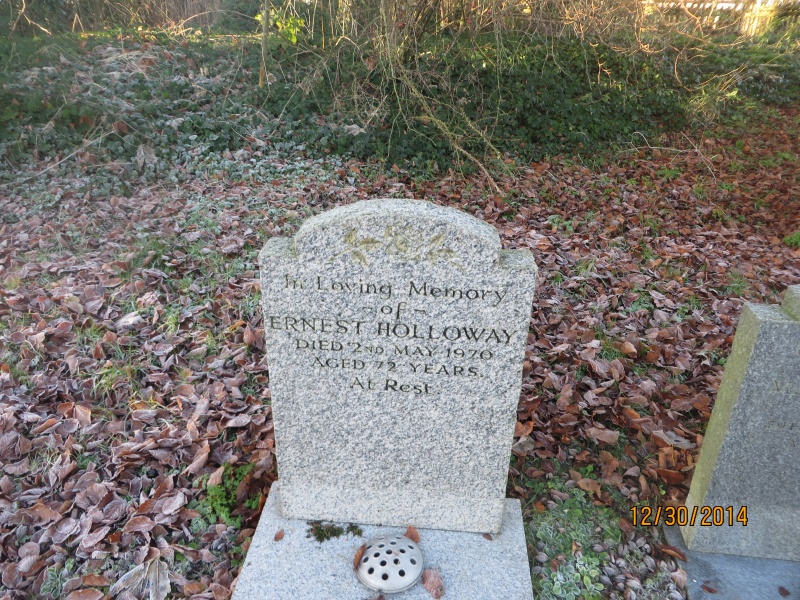 In Loving Memory
- of -
ERNEST HOLLOWAY
DIED 2ND MAY 1970
AGED 72 YEARS.
At Rest
12/30/2014